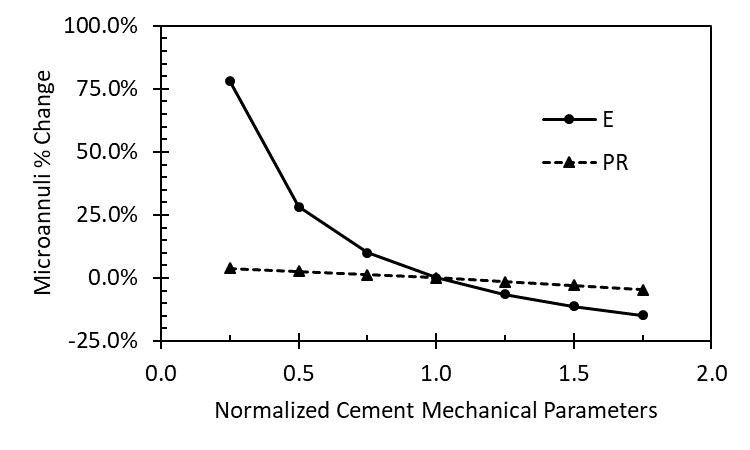 100.0%
75.0%
50.0%
25.0%
0.0%
-25.0%
Microannuli % Change
E
PR
0.0 0.5 1.0 1.5 2.0
Normalized Cement Mechanical Parameters